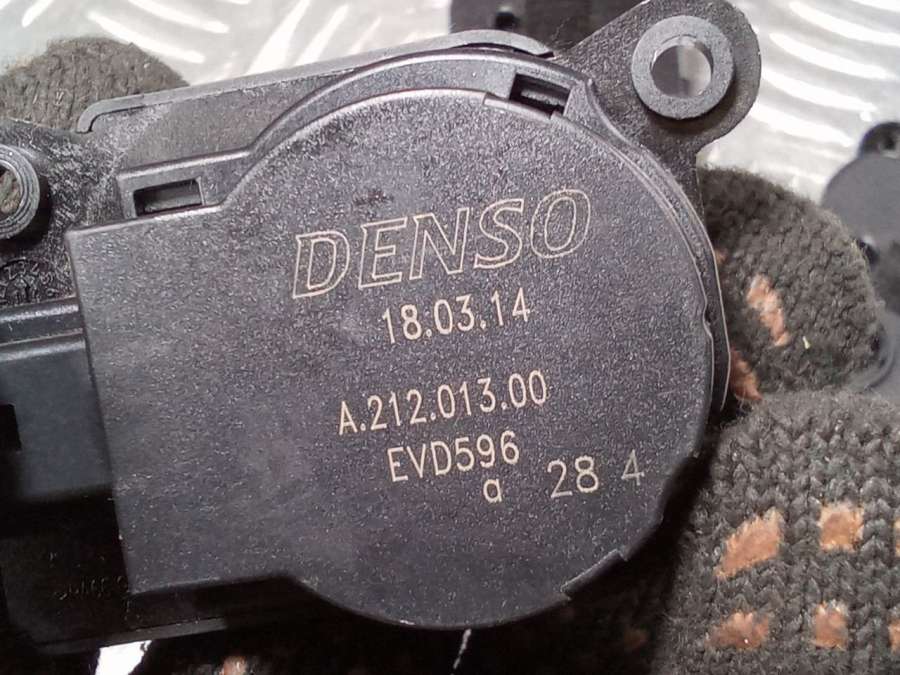 DENSO
18.03.14
A.212.013.00
EVD596
a 28 4